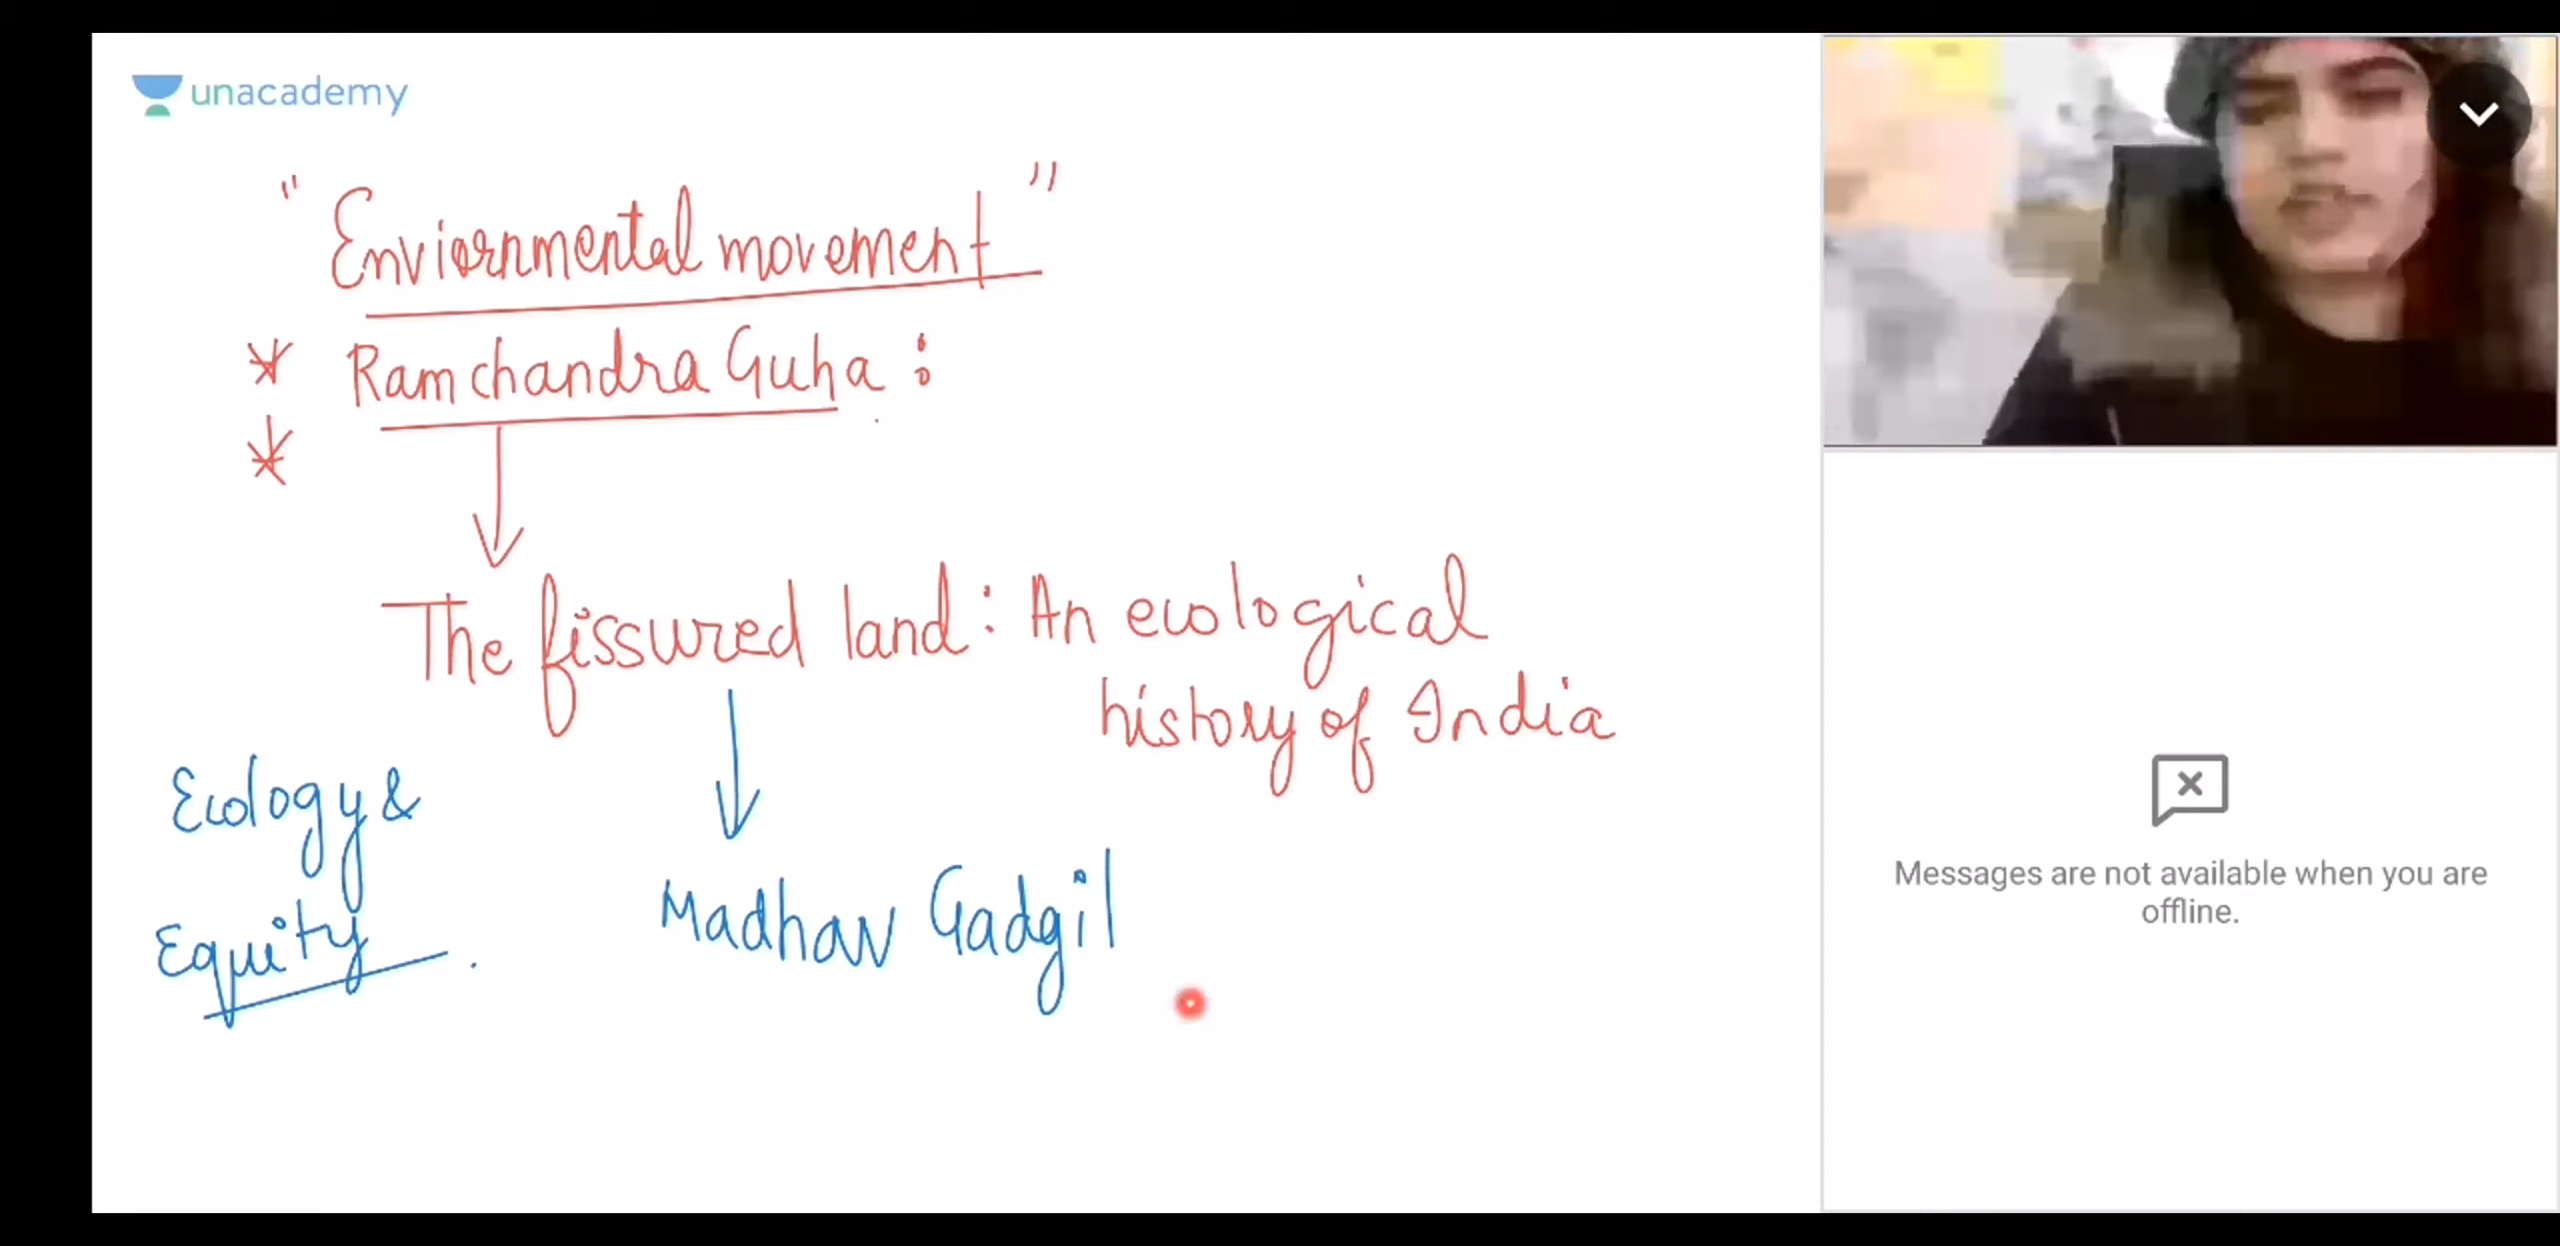 unacademy
" Enviornmental movement "
* Ramchandra Guha :
*
The fissured land : An ecological
history of India
Ecology &
Equity .
Madhav Gadgil
Messages are not available when you are
offline.